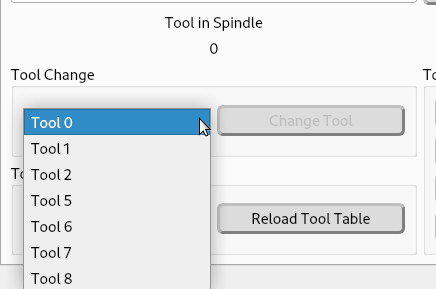 Tool in Spindle
0
Tool Change
To
Tool 0
Change Tool
Tool 1
Tool 2
To
Tool 5
Reload Tool Table
Tool 6
Tool 7
Tool 8